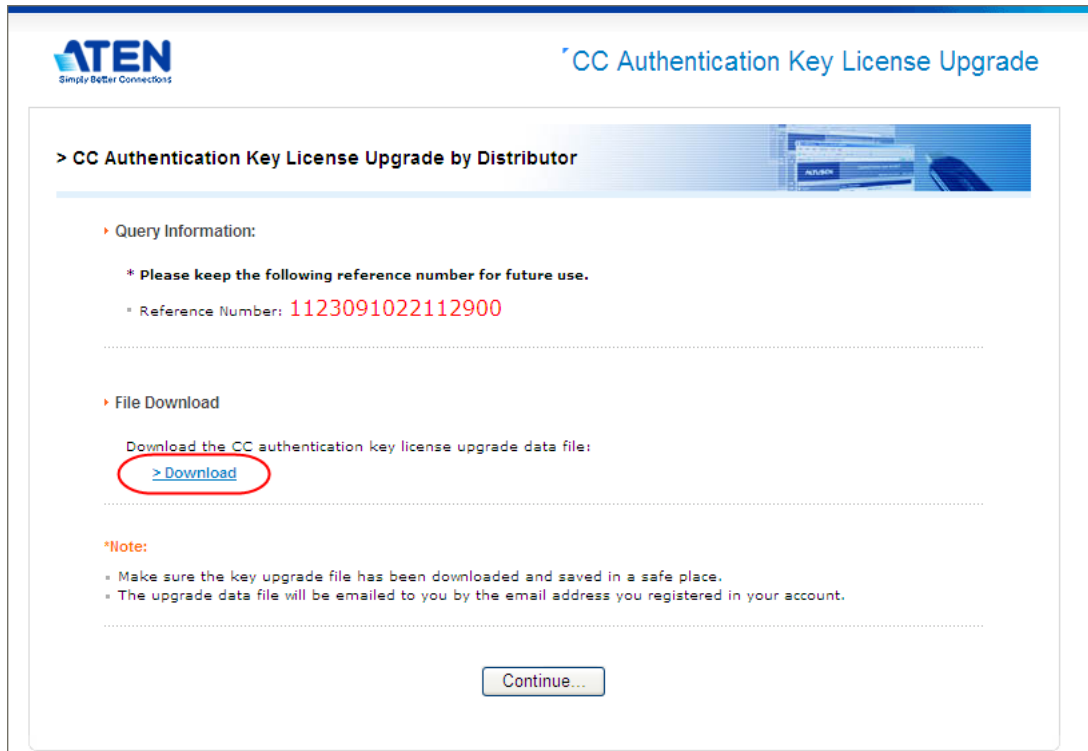 ATEN
Simply Better Connections
CC Authentication Key License Upgrade
> CC Authentication Key License Upgrade by Distributor
ALTUSEN
Query Information:
* Please keep the following reference number for future use.
Reference Number: 1123091022112900
File Download
Download the CC authentication key license upgrade data file:
> Download
*Note:
Make sure the key upgrade file has been downloaded and saved in a safe place.
The upgrade data file will be emailed to you by the email address you registered in your account.
Continue...